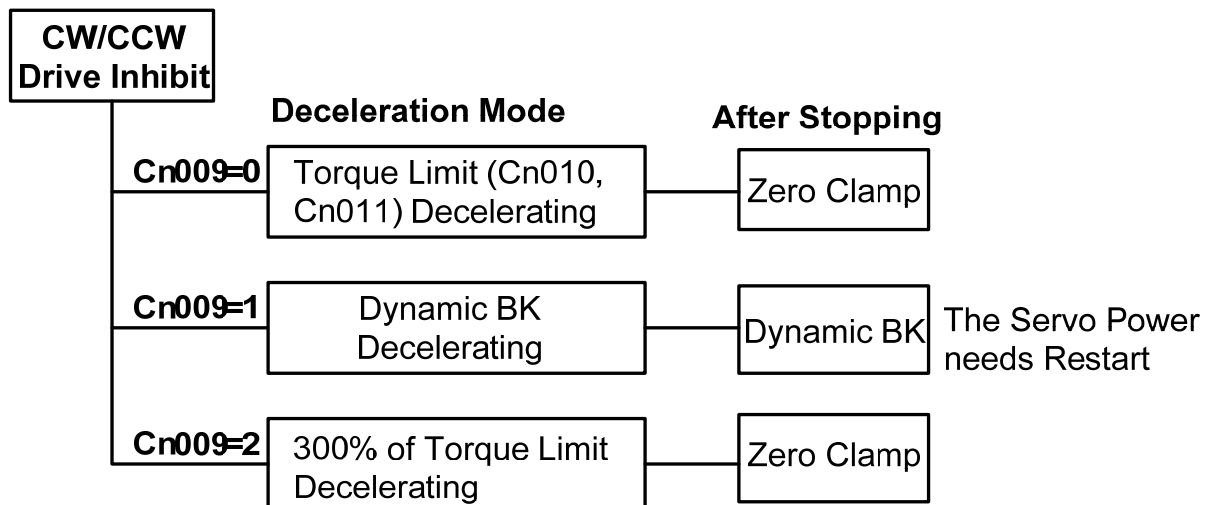 CW/CCW
Drive Inhibit
Deceleration Mode
After Stopping
Cn009=0
Torque Limit (Cn010,
Cn011) Decelerating
Zero Clamp
Cn009=1
Dynamic BK
Decelerating
Dynamic BK
The Servo Power
needs Restart
Cn009=2
300% of Torque Limit
Decelerating
Zero Clamp